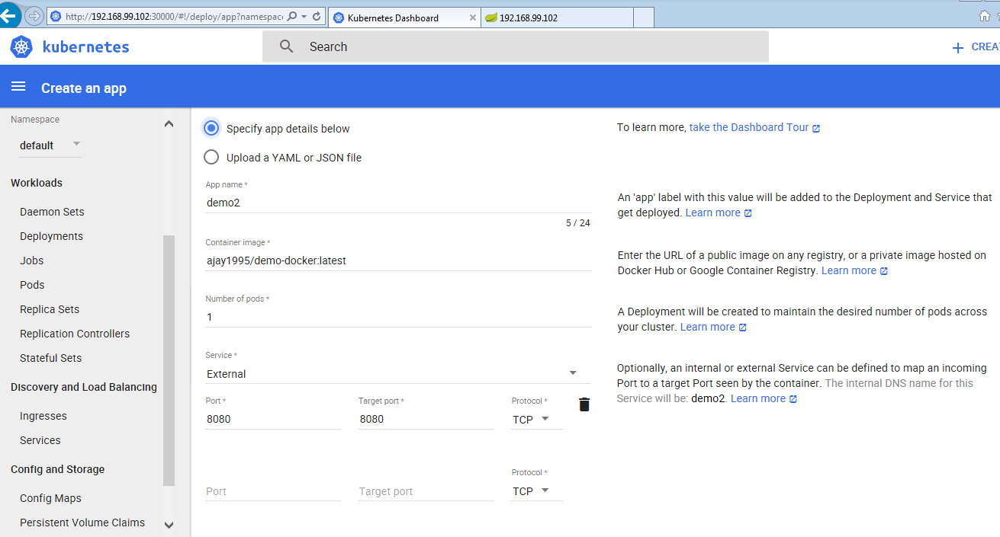 http://192.168.99.102:30000/#!/deploy/app?namespac
Kubernetes Dashboard
192.168.99.102
kubernetes
Search
+ CREA
Create an app
Namespace
default
Workloads
Daemon Sets
Deployments
Jobs
Pods
Replica Sets
Replication Controllers
Stateful Sets
Discovery and Load Balancing
Ingresses
Services
Config and Storage
Config Maps
Persistent Volume Claims
Specify app details below
Upload a YAML or JSON file
To learn more, take the Dashboard Tour
App name *
demo2
5 / 24
An 'app' label with this value will be added to the Deployment and Service that
get deployed. Learn more
Container image *
ajay1995/demo-docker:latest
Enter the URL of a public image on any registry, or a private image hosted on
Docker Hub or Google Container Registry. Learn more
Number of pods *
1
A Deployment will be created to maintain the desired number of pods across
your cluster. Learn more
Service *
External
Optionally, an internal or external Service can be defined to map an incoming
Port to a target Port seen by the container. The internal DNS name for this
Service will be: demo2. Learn more
Port *
Target port *
Protocol *
8080
8080
TCP
Protocol *
Port
Target port
TCP